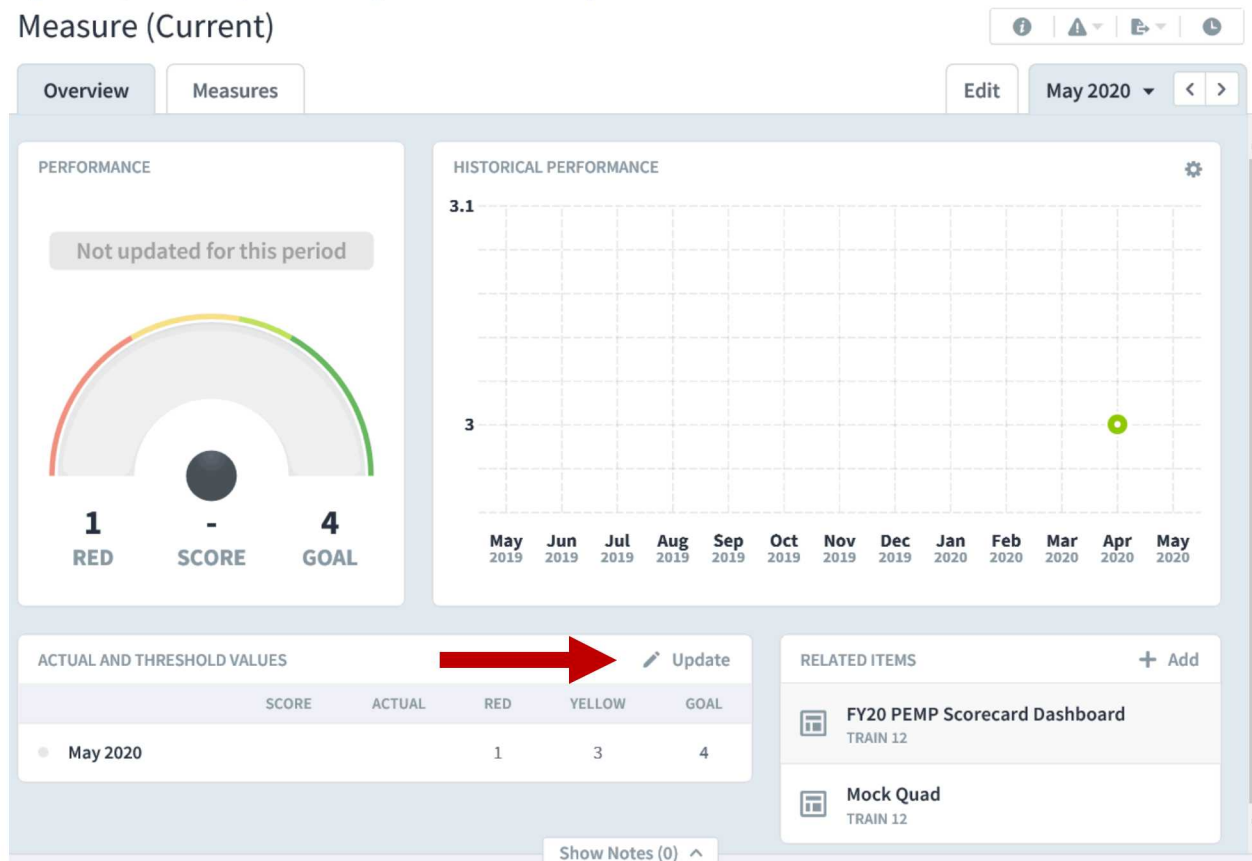 Measure (Current)
Overview
Measures
Edit
May 2020
PERFORMANCE
Not updated for this period
1
-
4
RED
SCORE
GOAL
HISTORICAL PERFORMANCE
3.1
3
May Jun Jul Aug Sep Oct Nov Dec Jan Feb Mar Apr May
2019 2019 2019 2019 2019 2019 2019 2019 2020 2020 2020 2020 2020
ACTUAL AND THRESHOLD VALUES
Update
SCORE ACTUAL RED YELLOW GOAL
May 2020 1 3 4
RELATED ITEMS
Add
FY20 PEMP Scorecard Dashboard
TRAIN 12
Mock Quad
TRAIN 12
Show Notes (0)